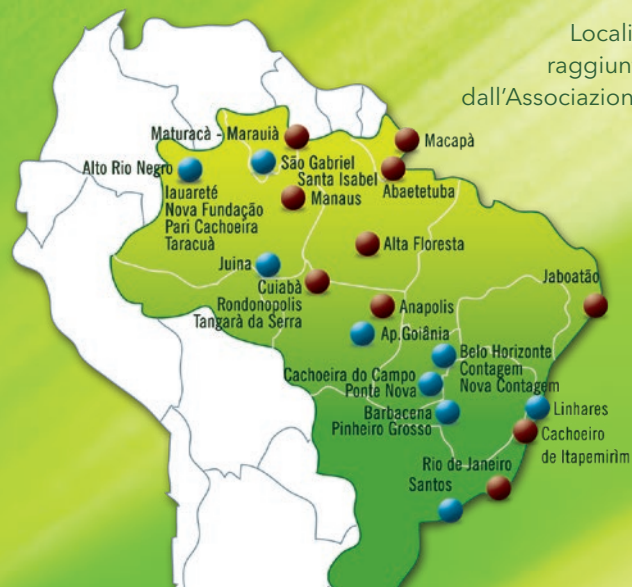 Locali
raggiun
dall'Associazion
Maturacà - Marauià
Macapà
Alto Rio Negro
São Gabriel
Santa Isabel
Abaetetuba
Iauareté
Nova Fundação
Pari Cachoeira
Taracuà
Manaus
Alta Floresta
Juina
Cuiabà
Rondonopolis
Tangarà da Serra
Jaboatão
Anapolis
Ap.Goiânia
Belo Horizonte
Contagem
Nova Contagem
Cachoeira do Campo
Ponte Nova
Barbacena
Pinheiro Grosso
Linhares
Cachoeiro
de Itapemirìm
Rio de Janeiro
Santos